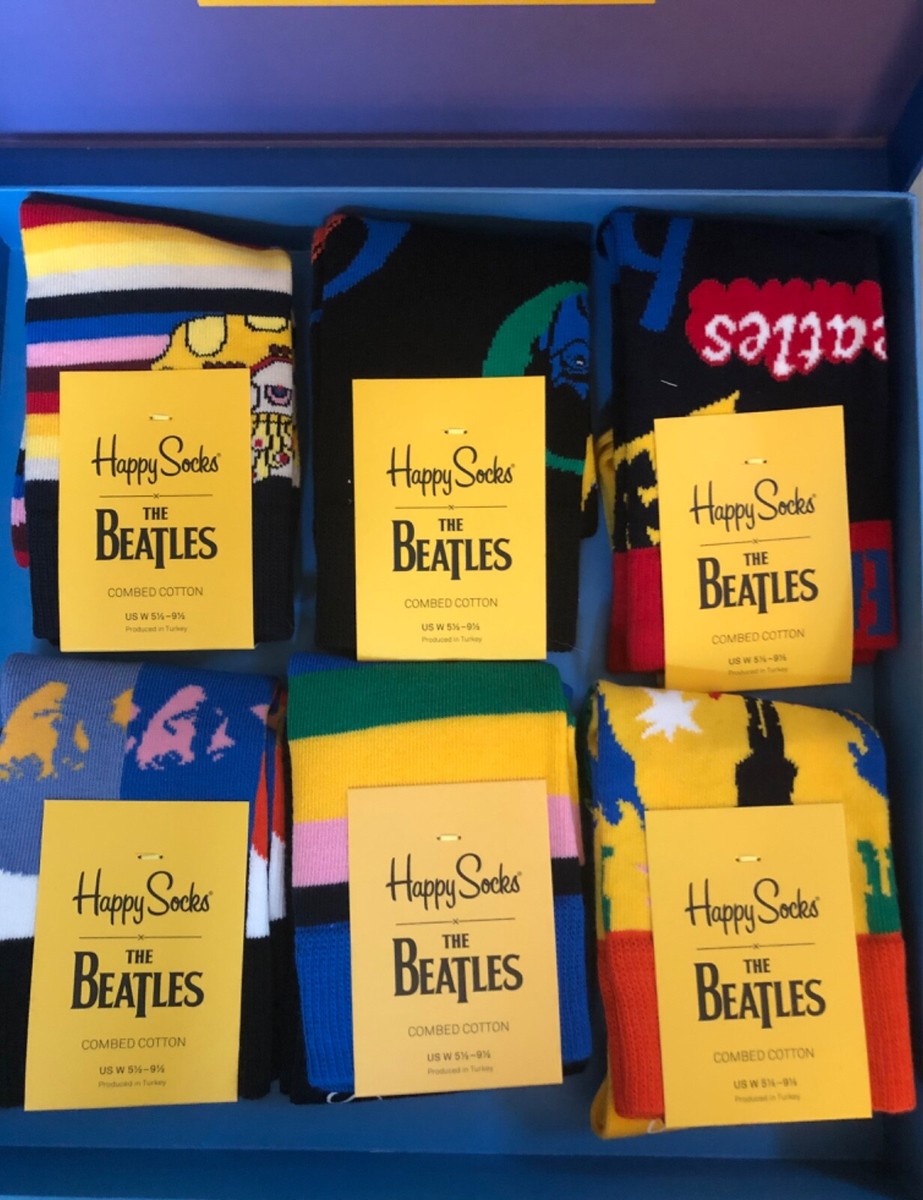 eatles
Happy Socks®
×
THE
BEATLES
COMBED COTTON
US W 5½–9½
Produced in Turkey
Happy Socks®
×
THE
BEATLES
COMBED COTTON
US W 5½–9½
Produced in Turkey
Happy Socks®
×
THE
BEATLES
COMBED COTTON
US W 5½–9½
Produced in Turkey
Happy Socks®
×
THE
BEATLES
COMBED COTTON
US W 5½–9½
Produced in Turkey
Happy Socks®
×
THE
BEATLES
COMBED COTTON
US W 5½–9½
Produced in Turkey
Happy Socks®
×
THE
BEATLES
COMBED COTTON
US W 5½–9½
Produced in Turkey